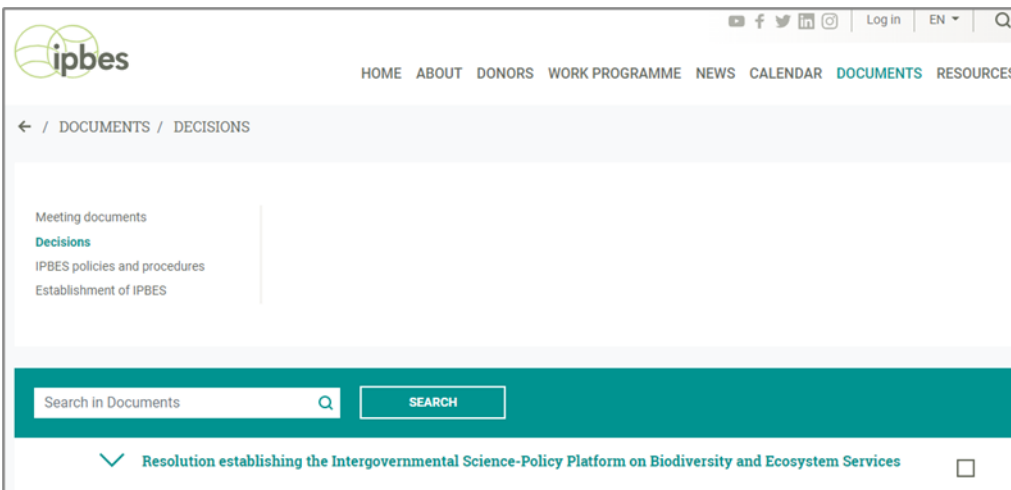 Log in EN
ipbes
HOME ABOUT DONORS WORK PROGRAMME NEWS CALENDAR DOCUMENTS RESOURCES
/ DOCUMENTS / DECISIONS
Meeting documents
Decisions
IPBES policies and procedures
Establishment of IPBES
Search in Documents SEARCH
Resolution establishing the Intergovernmental Science-Policy Platform on Biodiversity and Ecosystem Services